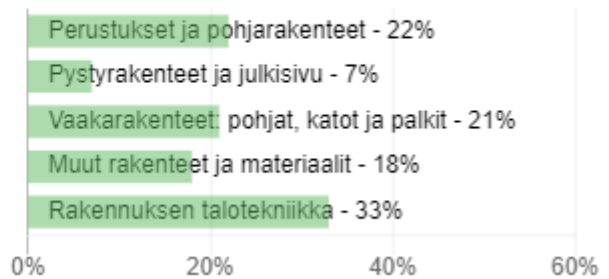 Perustukset ja pohjarakenteet - 22%
Pystyrakenteet ja julkisivu - 7%
Vaakarakenteet: pohjat, katot ja palkit - 21%
Muut rakenteet ja materiaalit - 18%
Rakennuksen talotekniikka - 33%
0% 20% 40% 60%